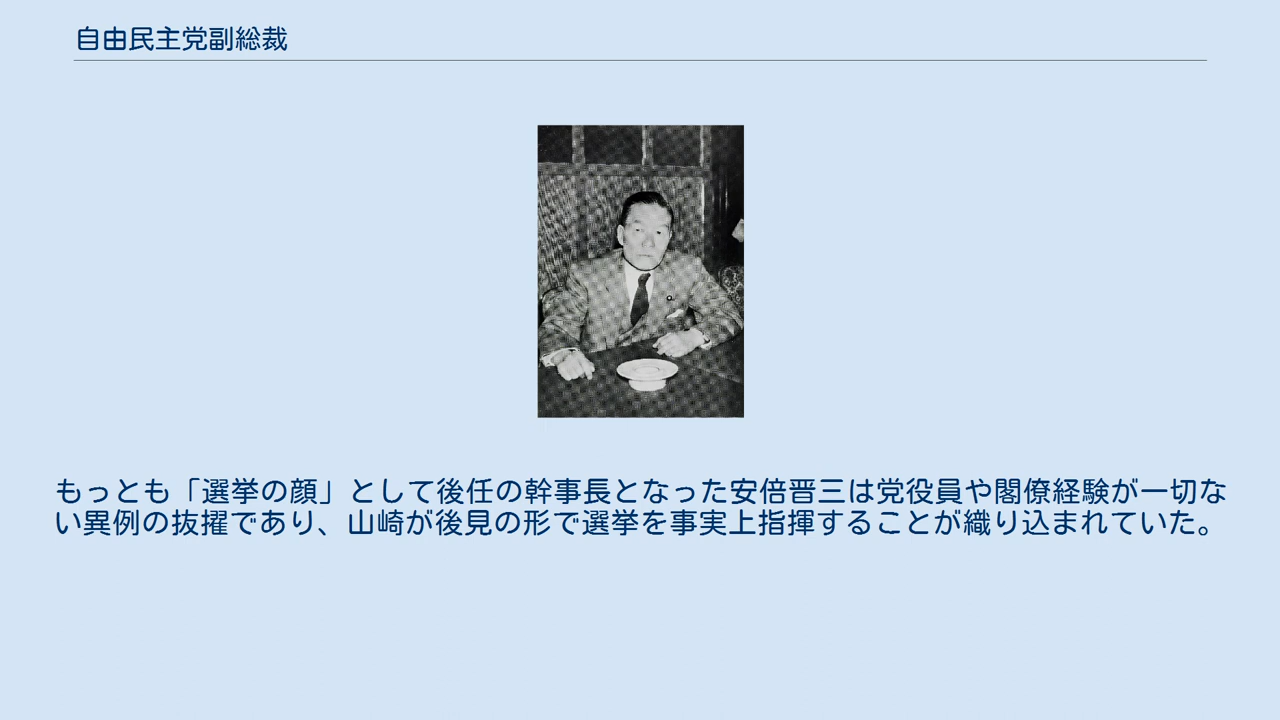 自由民主党副総裁
もっとも「選挙の顔」として後任の幹事長となった安倍晋三は党役員や閣僚経験が一切な
い異例の抜擢であり、山崎が後見の形で選挙を事実上指揮することが織り込まれていた。